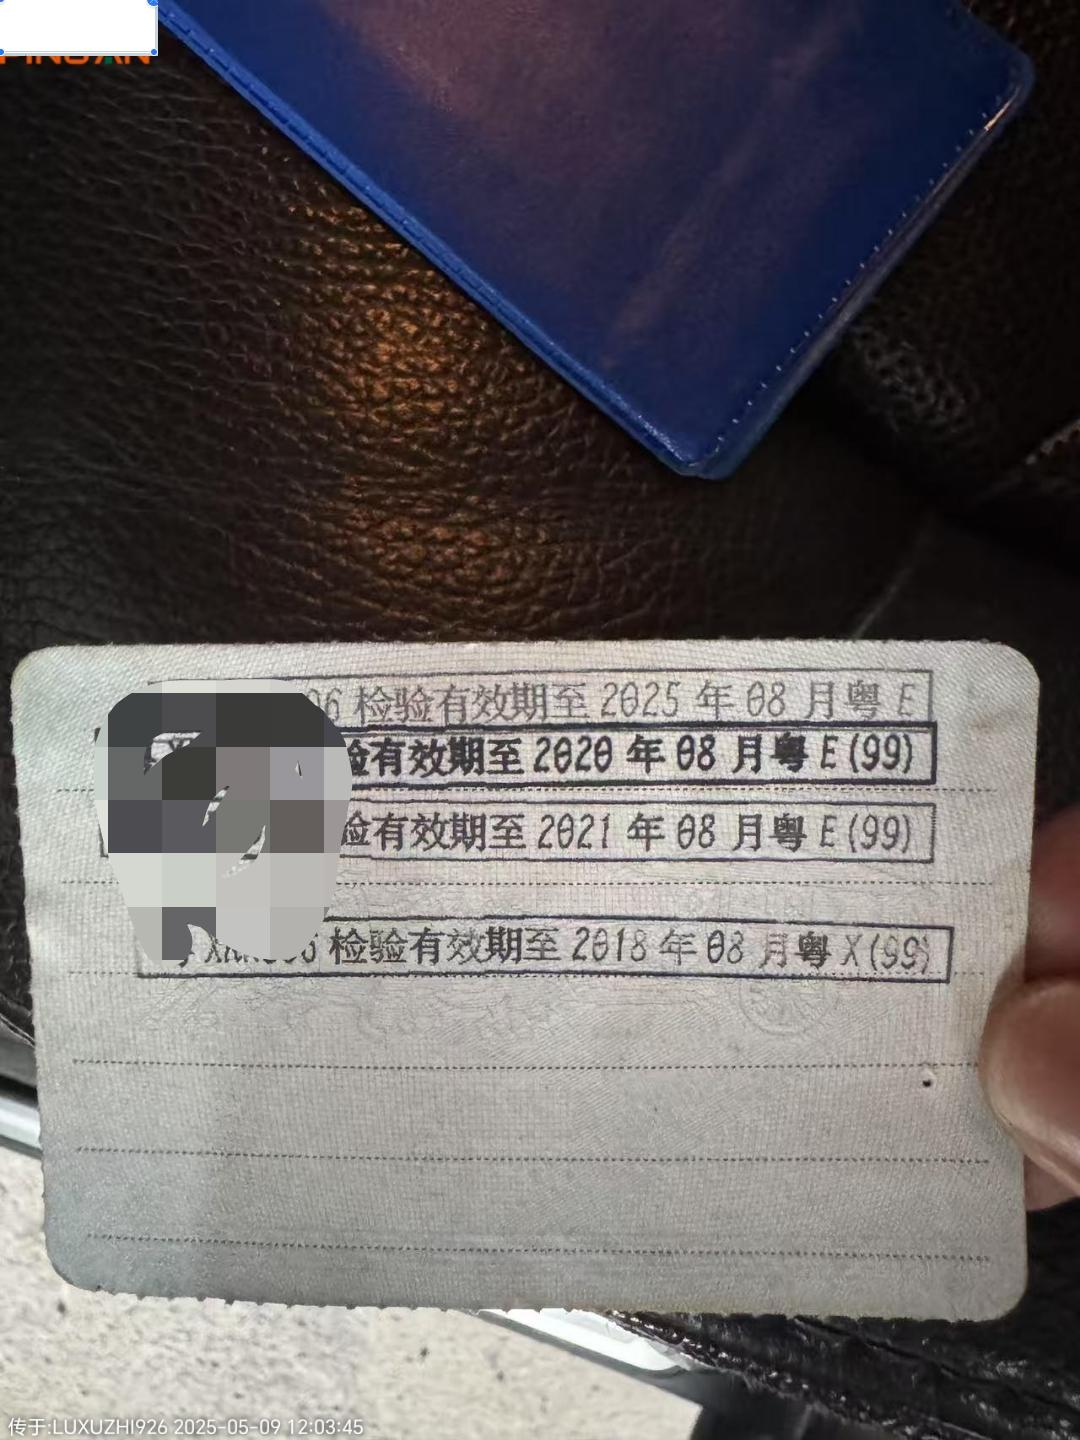 06 检验有效期至 2025 年 08 月粤 E
验有效期至 2020 年 08 月粤 E (99)
验有效期至 2021 年 08 月粤 E (99)
检验有效期至 2018 年 08 月粤 X (99)
传于:LUXUZHI926 2025-05-09 12:03:45